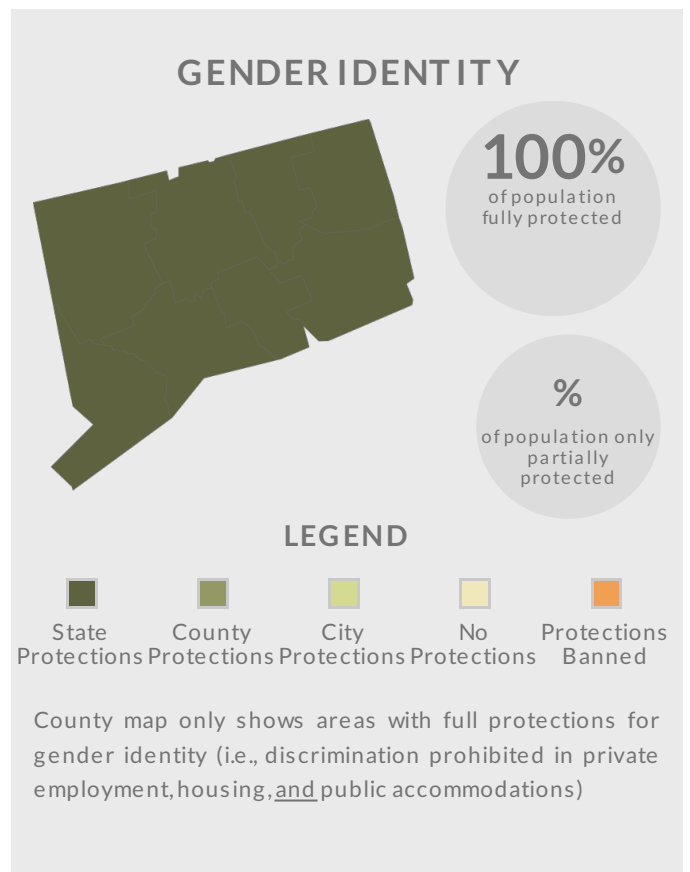 GENDER IDENTITY
100%
of population
fully protected
%
of population only
partially
protected
LEGEND
State
Protections
County
Protections
City
Protections
No
Protections
Protections
Banned
County map only shows areas with full protections for
gender identity (i.e., discrimination prohibited in private
employment, housing, and public accommodations)